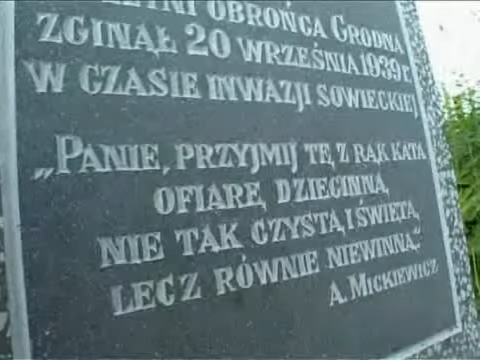 OBROŃCA GRODNA
ZGINĄŁ 20 WRZEŚNIA 1939 r.
W CZASIE INWAZJI SOWIECKIEJ
„PANIE, PRZYJMIJ TĘ, Z RĄK KATA
OFIARĘ, DZIECINNĄ,
NIE TAK CZYSTĄ, I ŚWIĘTĄ,
LECZ RÓWNIE NIEWINNĄ."
A. MICKIEWICZ